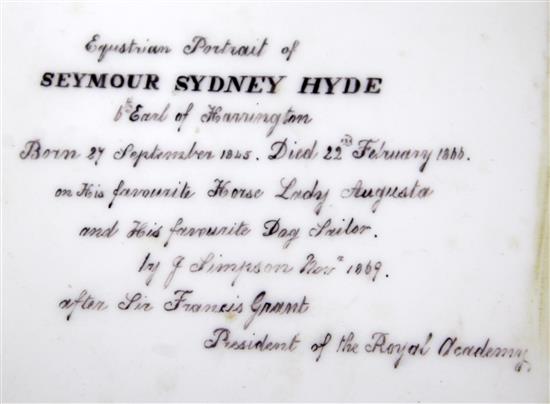 Equstrian Portrait of
SEYMOUR SYDNEY HYDE
6th Earl of Harrington
Born 27 September 1845. Died 22nd February 1866.
on His favourite Horse Lady Augusta
and His favourite Dog Sailor.
by J Simpson Novr 1869.
after Sir Francis Grant
President of the Royal Academy.